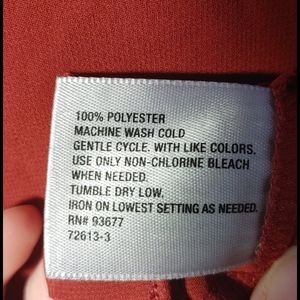 100% POLYESTER
MACHINE WASH COLD
GENTLE CYCLE. WITH LIKE COLORS.
USE ONLY NON-CHLORINE BLEACH
WHEN NEEDED.
TUMBLE DRY LOW.
IRON ON LOWEST SETTING AS NEEDED.
RN# 93677
72613-3